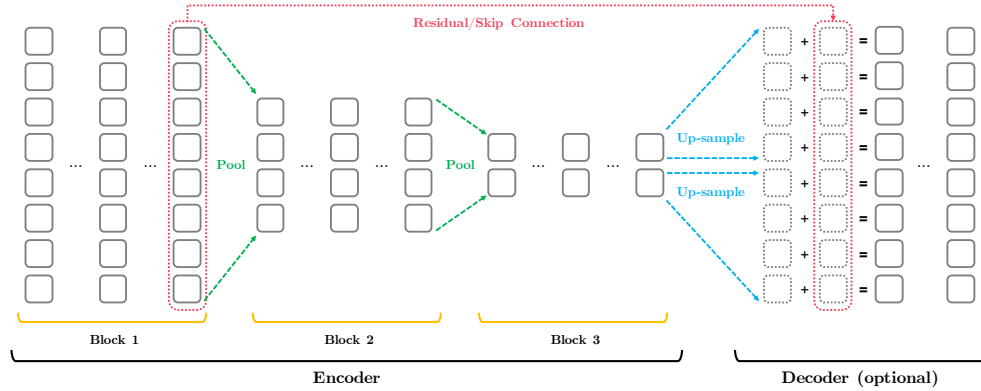 Residual/Skip Connection
+ =
+ =
+ =
Up-sample
... ... Pool ... ... Pool ... ... + = ...
+ =
Up-sample
+ =
+ =
+ =
Block 1 Block 2 Block 3
Encoder Decoder (optional)